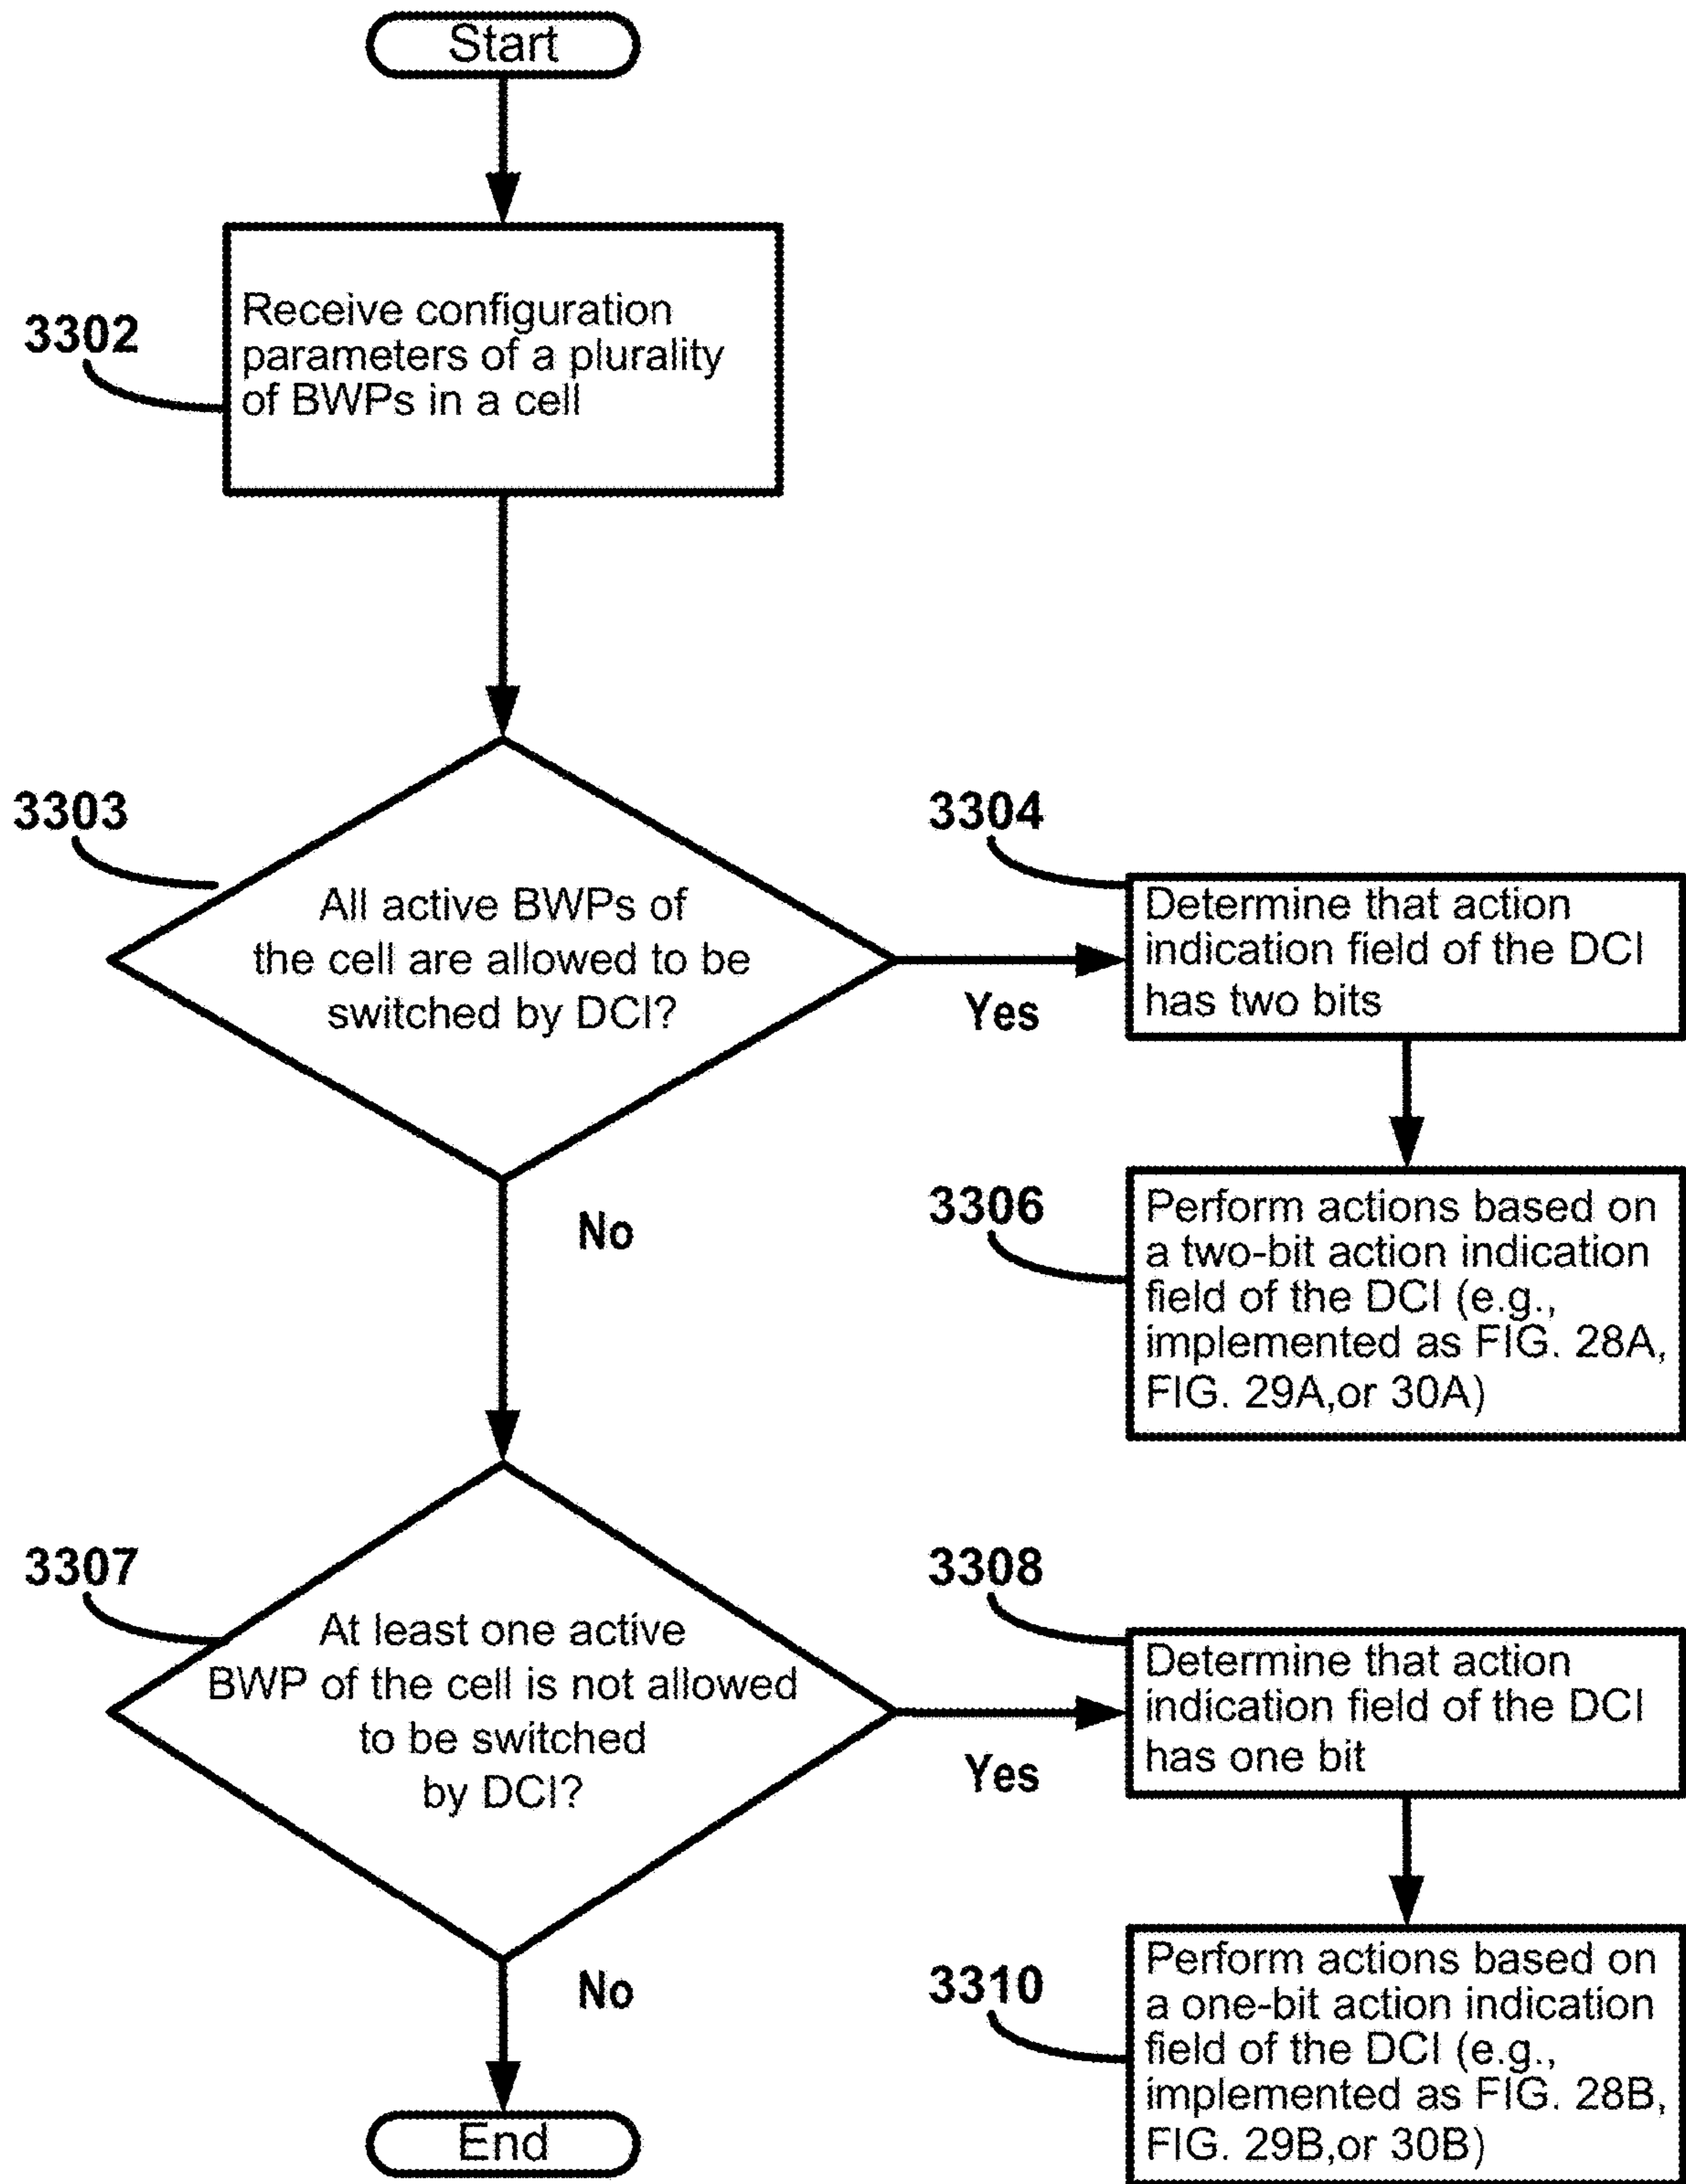 Start
3302
Receive configuration
parameters of a plurality
of BWPs in a cell
3303
All active BWPs of
the cell are allowed to be
switched by DCI?
Yes
No
3304
Determine that action
indication field of the DCI
has two bits
3306
Perform actions based on
a two-bit action indication
field of the DCI (e.g.,
implemented as FIG. 28A,
FIG. 29A,or 30A)
3307
At least one active
BWP of the cell is not allowed
to be switched
by DCI?
Yes
No
3308
Determine that action
indication field of the DCI
has one bit
3310
Perform actions based on
a one-bit action indication
field of the DCI (e.g.,
implemented as FIG. 28B,
FIG. 29B,or 30B)
End